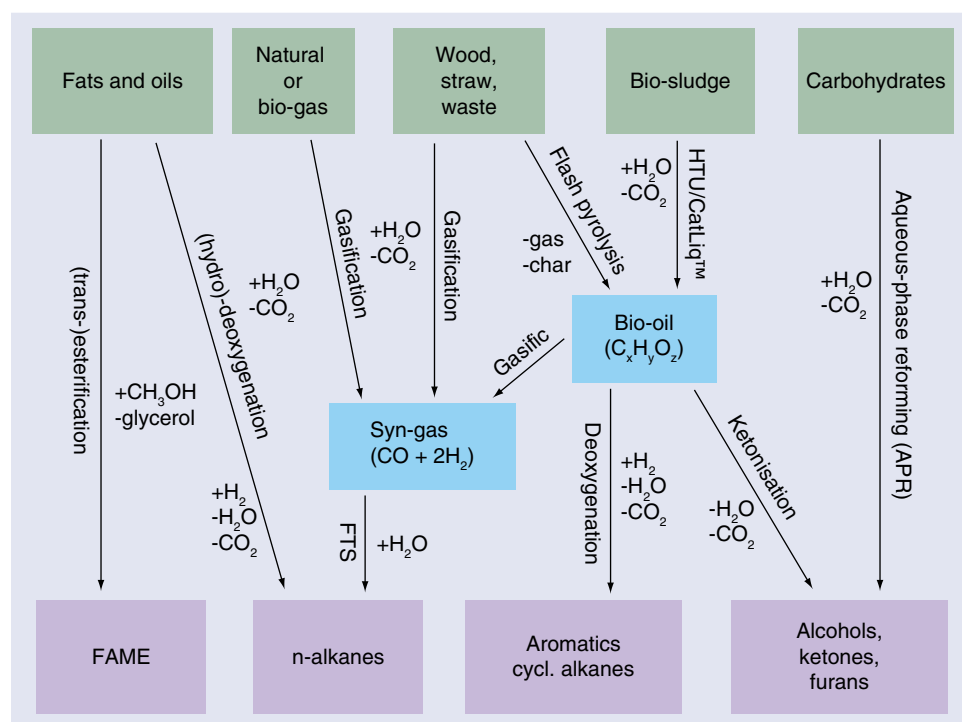 Fats and oils
Natural
or
bio-gas
Wood,
straw,
waste
Bio-sludge
Carbohydrates
(trans-)esterification
+CH₃OH
-glycerol
(hydro)-deoxygenation
+H₂O
-CO₂
+H₂
-H₂O
-CO₂
Gasification
+H₂O
-CO₂
Gasification
Flash pyrolysis
-gas
-char
+H₂O
-CO₂
HTU/CatLiq™
+H₂O
-CO₂
Aqueous-phase reforming (APR)
Bio-oil
(CₓHᵧO_z)
Gasific
Syn-gas
(CO + 2H₂)
FTS
+H₂O
Deoxygenation
+H₂
-H₂O
-CO₂
Ketonisation
-H₂O
-CO₂
FAME
n-alkanes
Aromatics
cycl. alkanes
Alcohols,
ketones,
furans